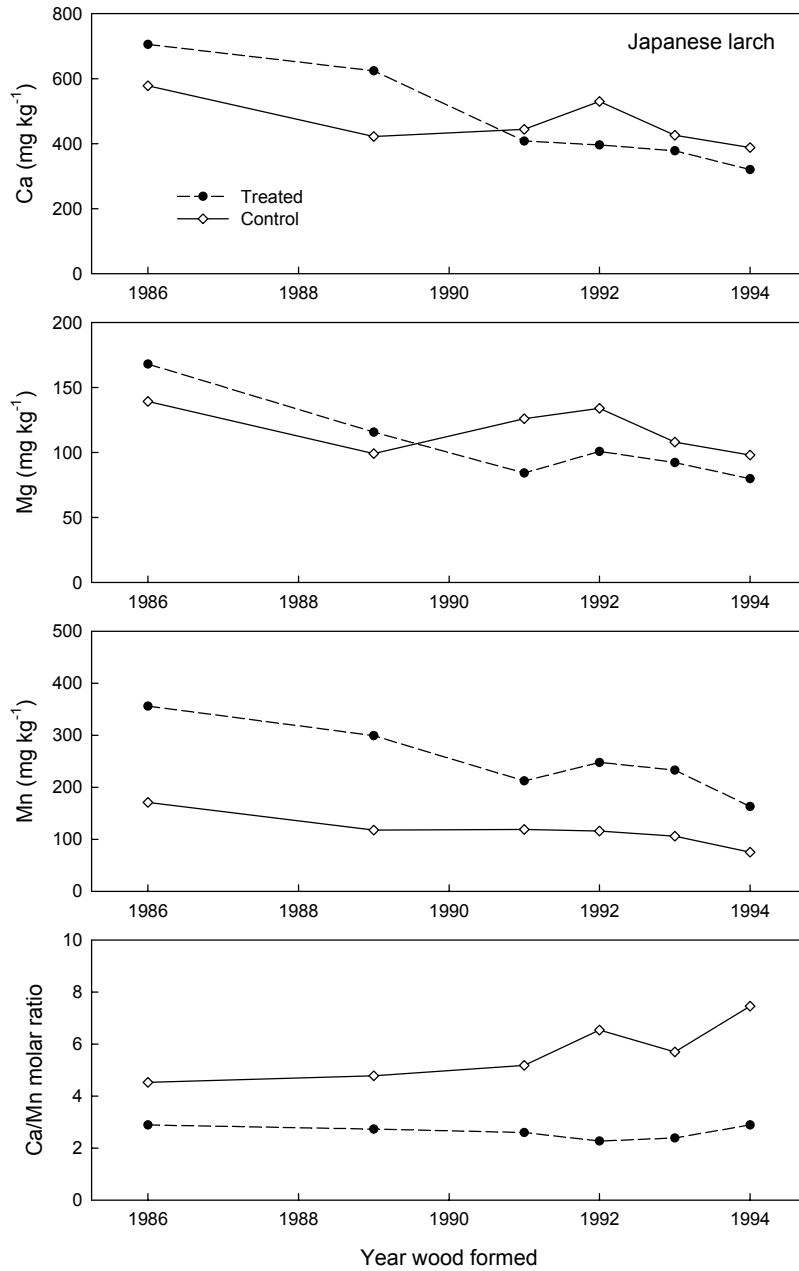 800
Japanese larch
600
Ca (mg kg⁻¹)
400
Treated
200
Control
0
1986 1988 1990 1992 1994
200
150
Mg (mg kg⁻¹)
100
50
0
1986 1988 1990 1992 1994
500
400
300
Mn (mg kg⁻¹)
200
100
0
1986 1988 1990 1992 1994
10
8
6
Ca/Mn molar ratio
4
2
0
1986 1988 1990 1992 1994
Year wood formed